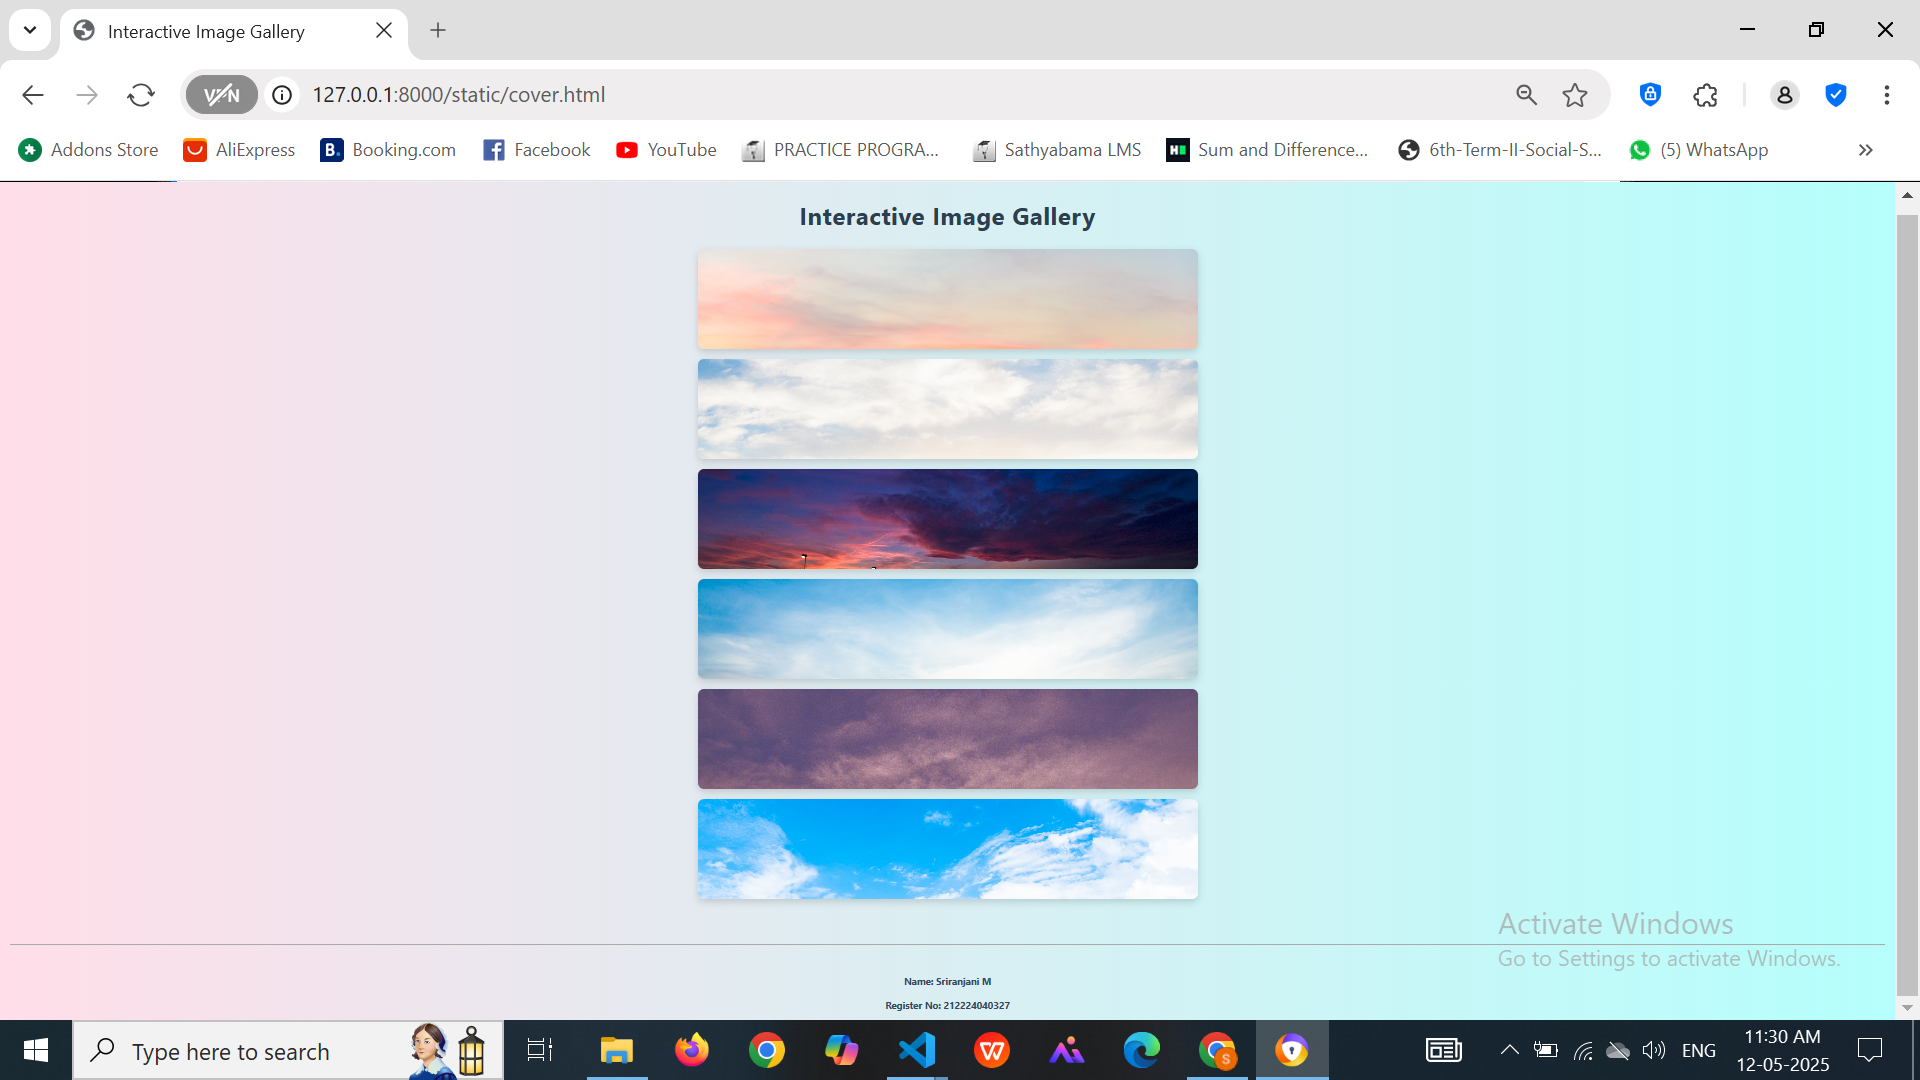 Interactive Image Gallery
VPN
127.0.0.1:8000/static/cover.html
Addons Store
AliExpress
B.
Booking.com
Facebook
YouTube
PRACTICE PROGRA...
Sathyabama LMS
Sum and Difference...
6th-Term-II-Social-S...
(5) WhatsApp
Interactive Image Gallery
Activate Windows
Go to Settings to activate Windows.
Name: Sriranjani M
Register No: 212224040327
Type here to search
W
S
ENG
11:30 AM
12-05-2025